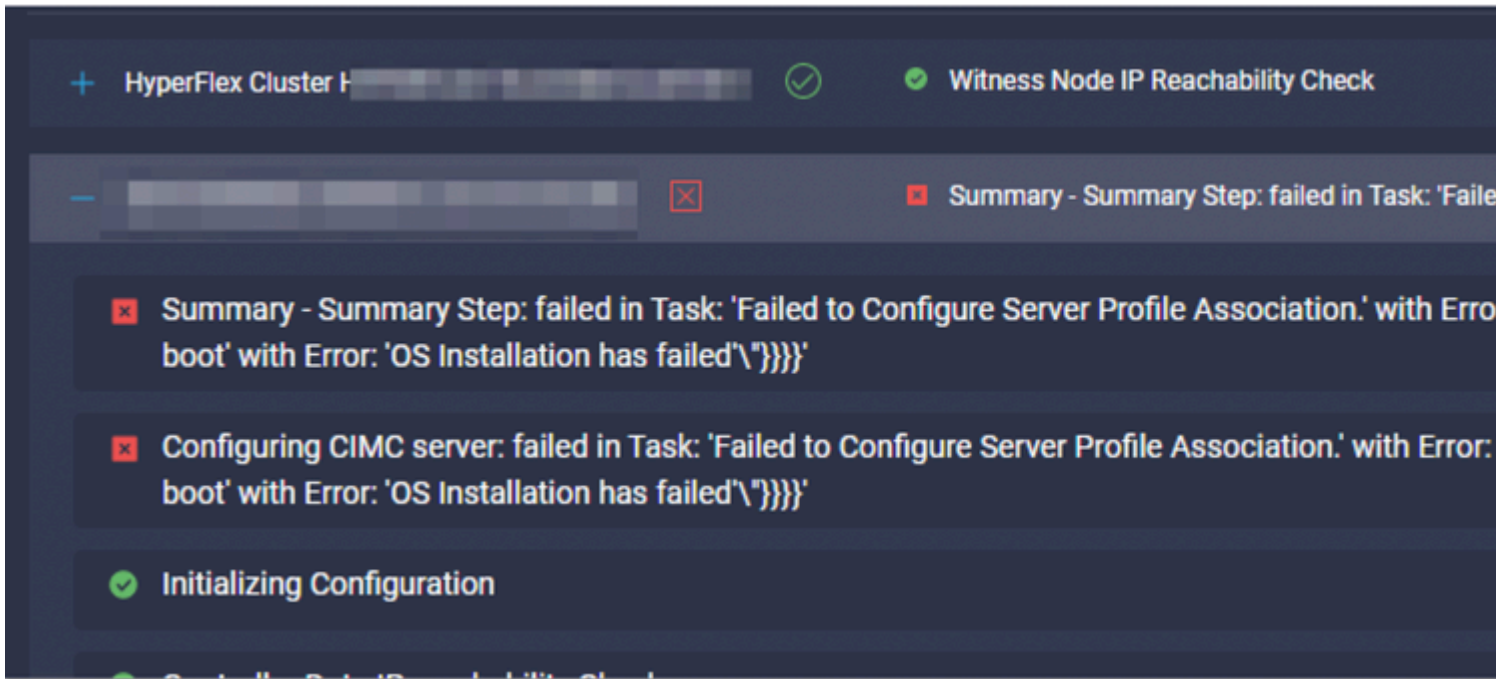 HyperFlex Cluster H
Witness Node IP Reachability Check
Summary - Summary Step: failed in Task: 'Faile
Summary - Summary Step: failed in Task: 'Failed to Configure Server Profile Association.' with Erro
boot' with Error: 'OS Installation has failed'\"}}}}'
Configuring CIMC server: failed in Task: 'Failed to Configure Server Profile Association.' with Error:
boot' with Error: 'OS Installation has failed'\"}}}}'
Initializing Configuration